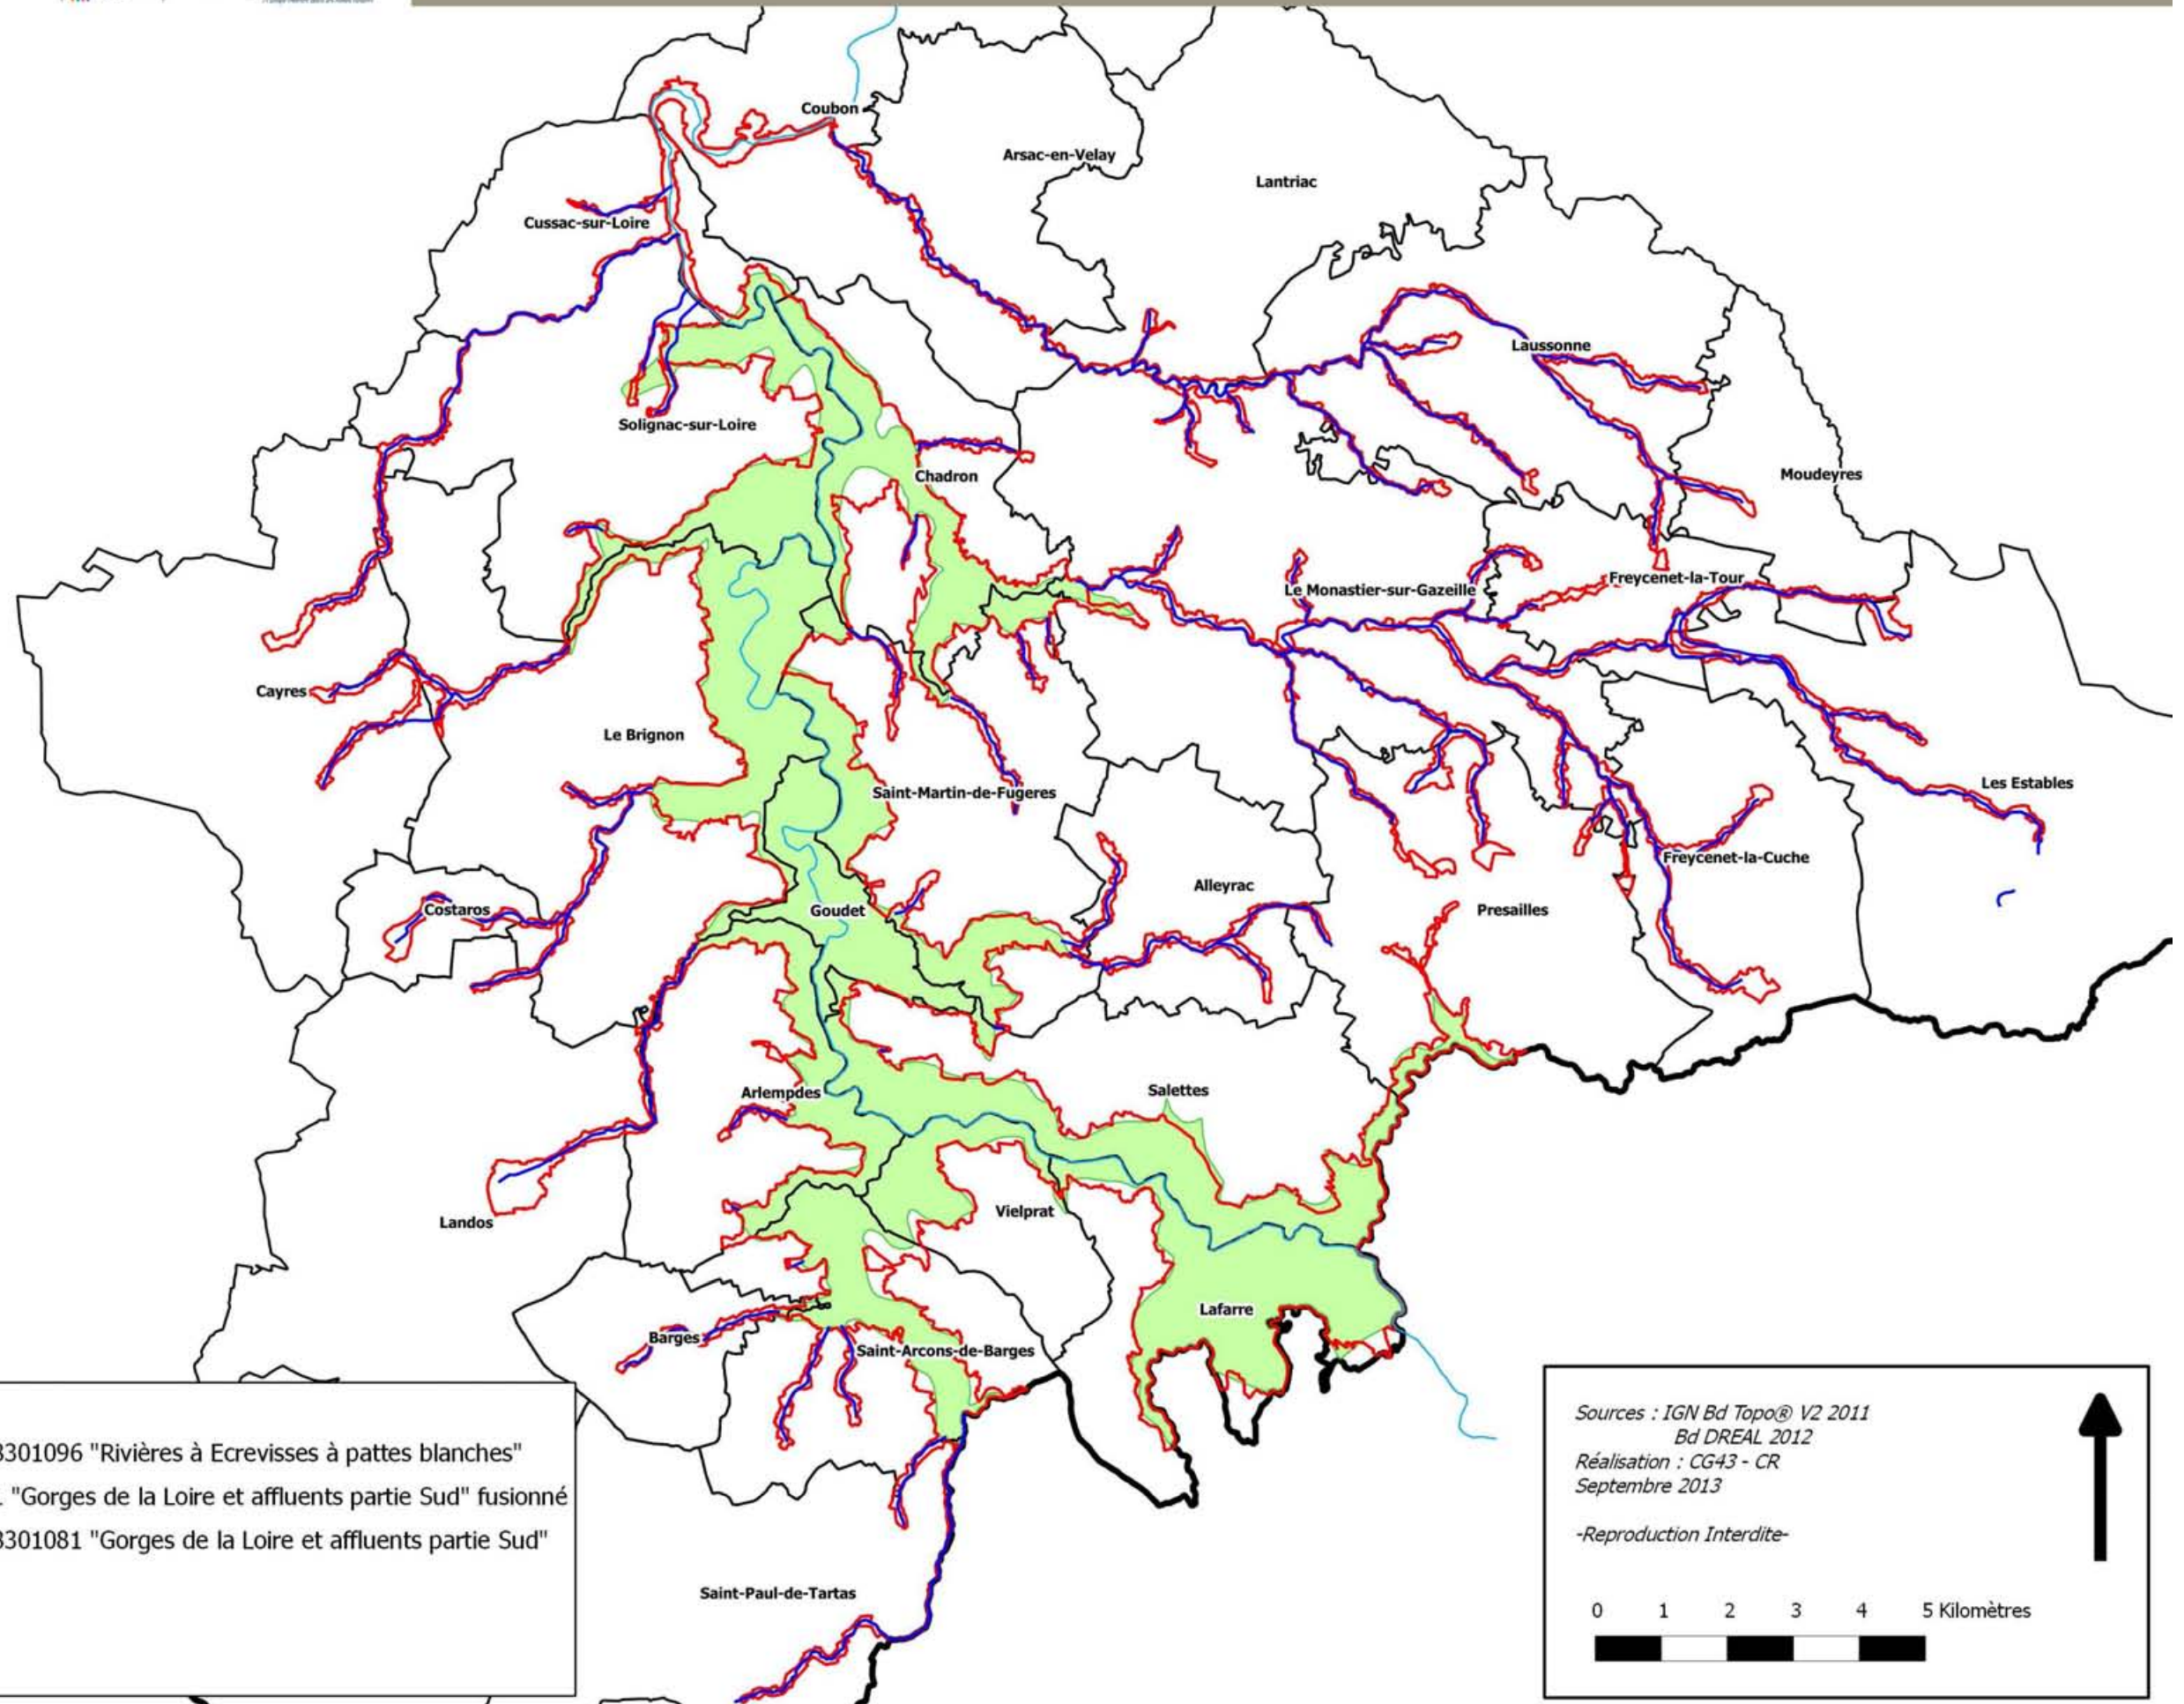 Coubon
Arsac-en-Velay
Lantriac
Cussac-sur-Loire
Laussonne
Solignac-sur-Loire
Chadron
Moudeyres
Freycenet-la-Tour
Le Monastier-sur-Gazeille
Cayres
Le Brignon
Les Estables
Saint-Martin-de-Fugeres
Freycenet-la-Cuche
Alleyrac
Costaros
Goudet
Presailles
Arlempdes
Salettes
Vielprat
Landos
Lafarre
Barges
Saint-Arcons-de-Barges
Saint-Paul-de-Tartas
8301096 "Rivières à Ecrevisses à pattes blanches"
"Gorges de la Loire et affluents partie Sud" fusionné
8301081 "Gorges de la Loire et affluents partie Sud"
Sources : IGN Bd Topo® V2 2011
Bd DREAL 2012
Réalisation : CG43 - CR
Septembre 2013
-Reproduction Interdite-
0 1 2 3 4 5 Kilomètres